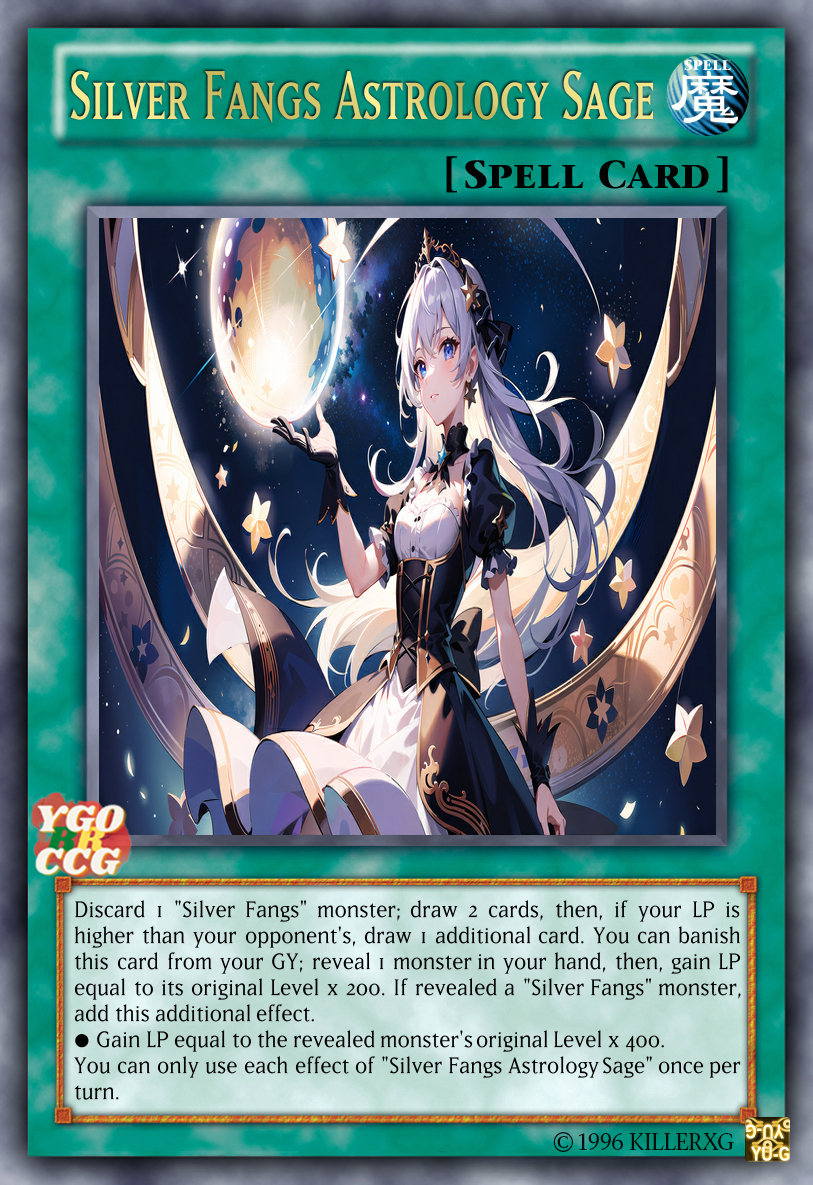 Silver Fangs Astrology Sage
SPELL
魔
[Spell Card]
YGO
CCG
Discard 1 "Silver Fangs" monster; draw 2 cards, then, if your LP is
higher than your opponent's, draw 1 additional card. You can banish
this card from your GY; reveal 1 monster in your hand, then, gain LP
equal to its original Level x 200. If revealed a "Silver Fangs" monster,
add this additional effect.
● Gain LP equal to the revealed monster's original Level x 400.
You can only use each effect of "Silver Fangs Astrology Sage" once per
turn.
© 1996 KILLERXG